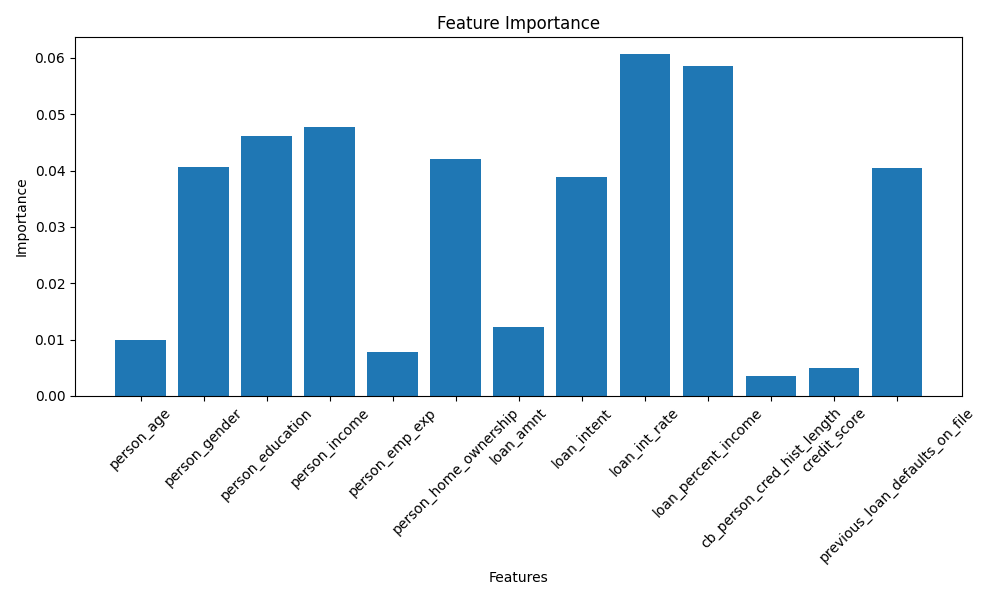 Feature Importance
Importance
0.06
0.05
0.04
0.03
0.02
0.01
0.00
person_age
person_gender
person_education
person_income
person_emp_exp
person_home_ownership
loan_amnt
loan_intent
loan_int_rate
loan_percent_income
cb_person_cred_hist_length
credit_score
previous_loan_defaults_on_file
Features